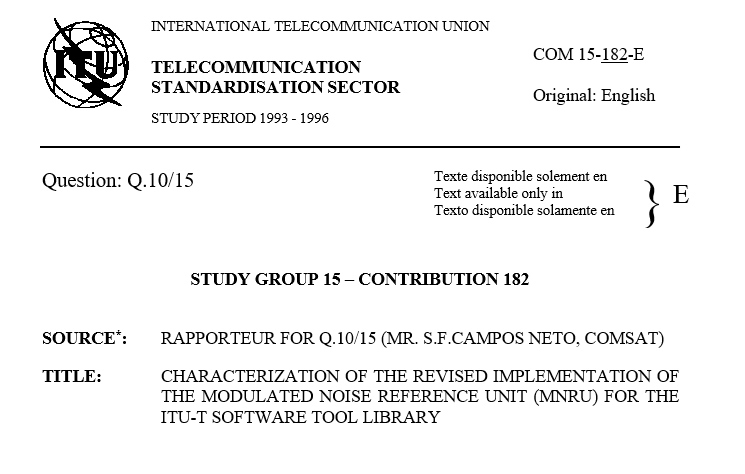 INTERNATIONAL TELECOMMUNICATION UNION
ITU
TELECOMMUNICATION
STANDARDISATION SECTOR
STUDY PERIOD 1993 - 1996
COM 15-182-E
Original: English
Question: Q.10/15
Texte disponible solement en
Text available only in
Texto disponible solamente en
} E
STUDY GROUP 15 – CONTRIBUTION 182
SOURCE*: RAPPORTEUR FOR Q.10/15 (MR. S.F.CAMPOS NETO, COMSAT)
TITLE: CHARACTERIZATION OF THE REVISED IMPLEMENTATION OF
THE MODULATED NOISE REFERENCE UNIT (MNRU) FOR THE
ITU-T SOFTWARE TOOL LIBRARY